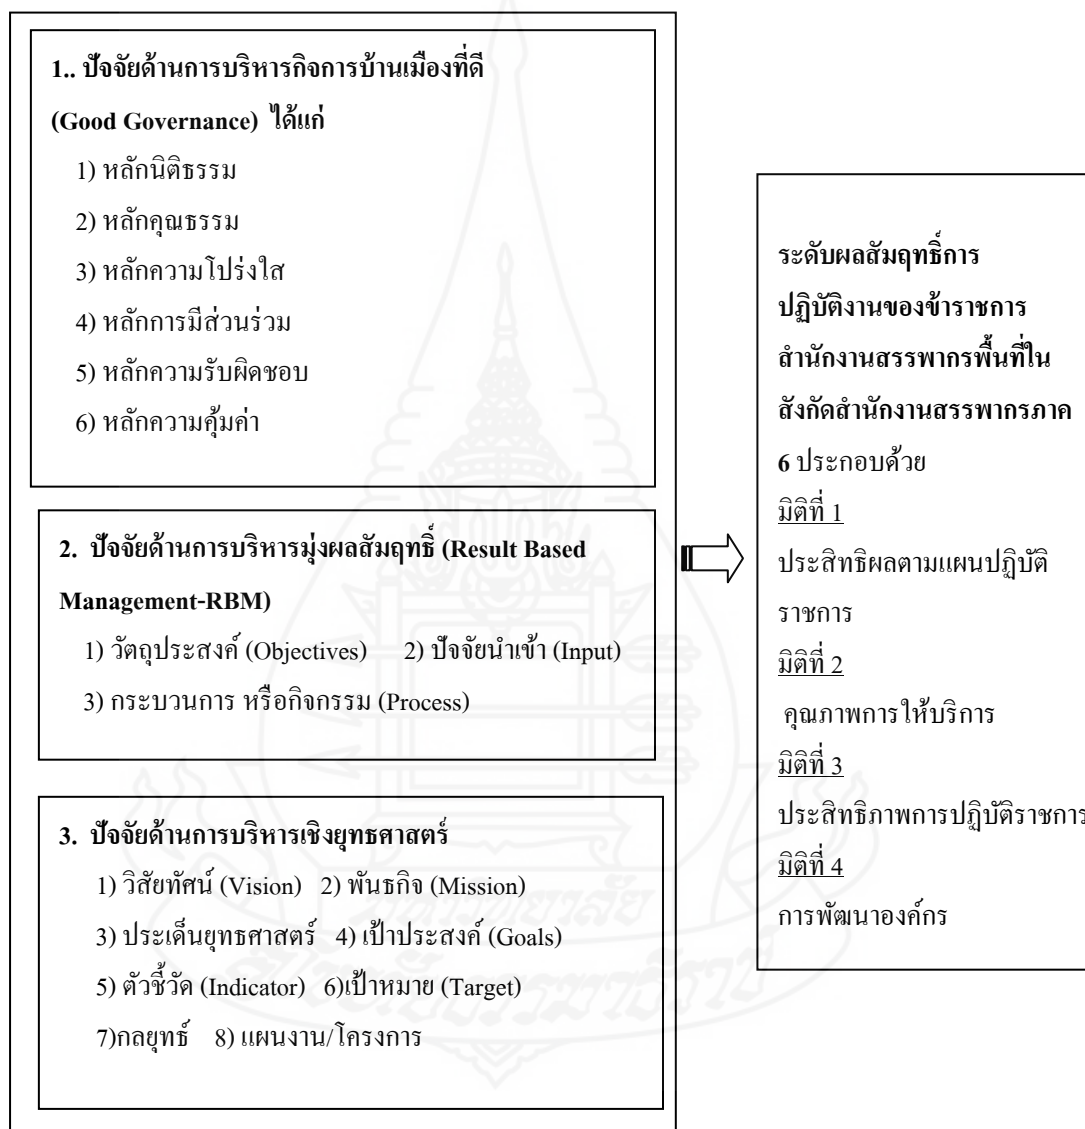 1.. ปัจจัยด้านการบริหารกิจการบ้านเมืองที่ดี
(Good Governance) ได้แก่
1) หลักนิติธรรม
2) หลักคุณธรรม
3) หลักความโปร่งใส
4) หลักการมีส่วนร่วม
5) หลักความรับผิดชอบ
6) หลักความคุ้มค่า
2. ปัจจัยด้านการบริหารมุ่งผลสัมฤทธิ์ (Result Based
Management-RBM)
1) วัตถุประสงค์ (Objectives) 2) ปัจจัยนำเข้า (Input)
3) กระบวนการ หรือกิจกรรม (Process)
3. ปัจจัยด้านการบริหารเชิงยุทธศาสตร์
1) วิสัยทัศน์ (Vision) 2) พันธกิจ (Mission)
3) ประเด็นยุทธศาสตร์ 4) เป้าประสงค์ (Goals)
5) ตัวชี้วัด (Indicator) 6)เป้าหมาย (Target)
7)กลยุทธ์ 8) แผนงาน/โครงการ
ระดับผลสัมฤทธิ์การ
ปฏิบัติงานของข้าราชการ
สำนักงานสรรพากรพื้นที่ใน
สังกัดสำนักงานสรรพากรภาค
6 ประกอบด้วย
มิติที่ 1
ประสิทธิผลตามแผนปฏิบัติ
ราชการ
มิติที่ 2
คุณภาพการให้บริการ
มิติที่ 3
ประสิทธิภาพการปฏิบัติราชการ
มิติที่ 4
การพัฒนาองค์กร
มหาวิทยาลัย
สุโขทัยธรรมาธิราช